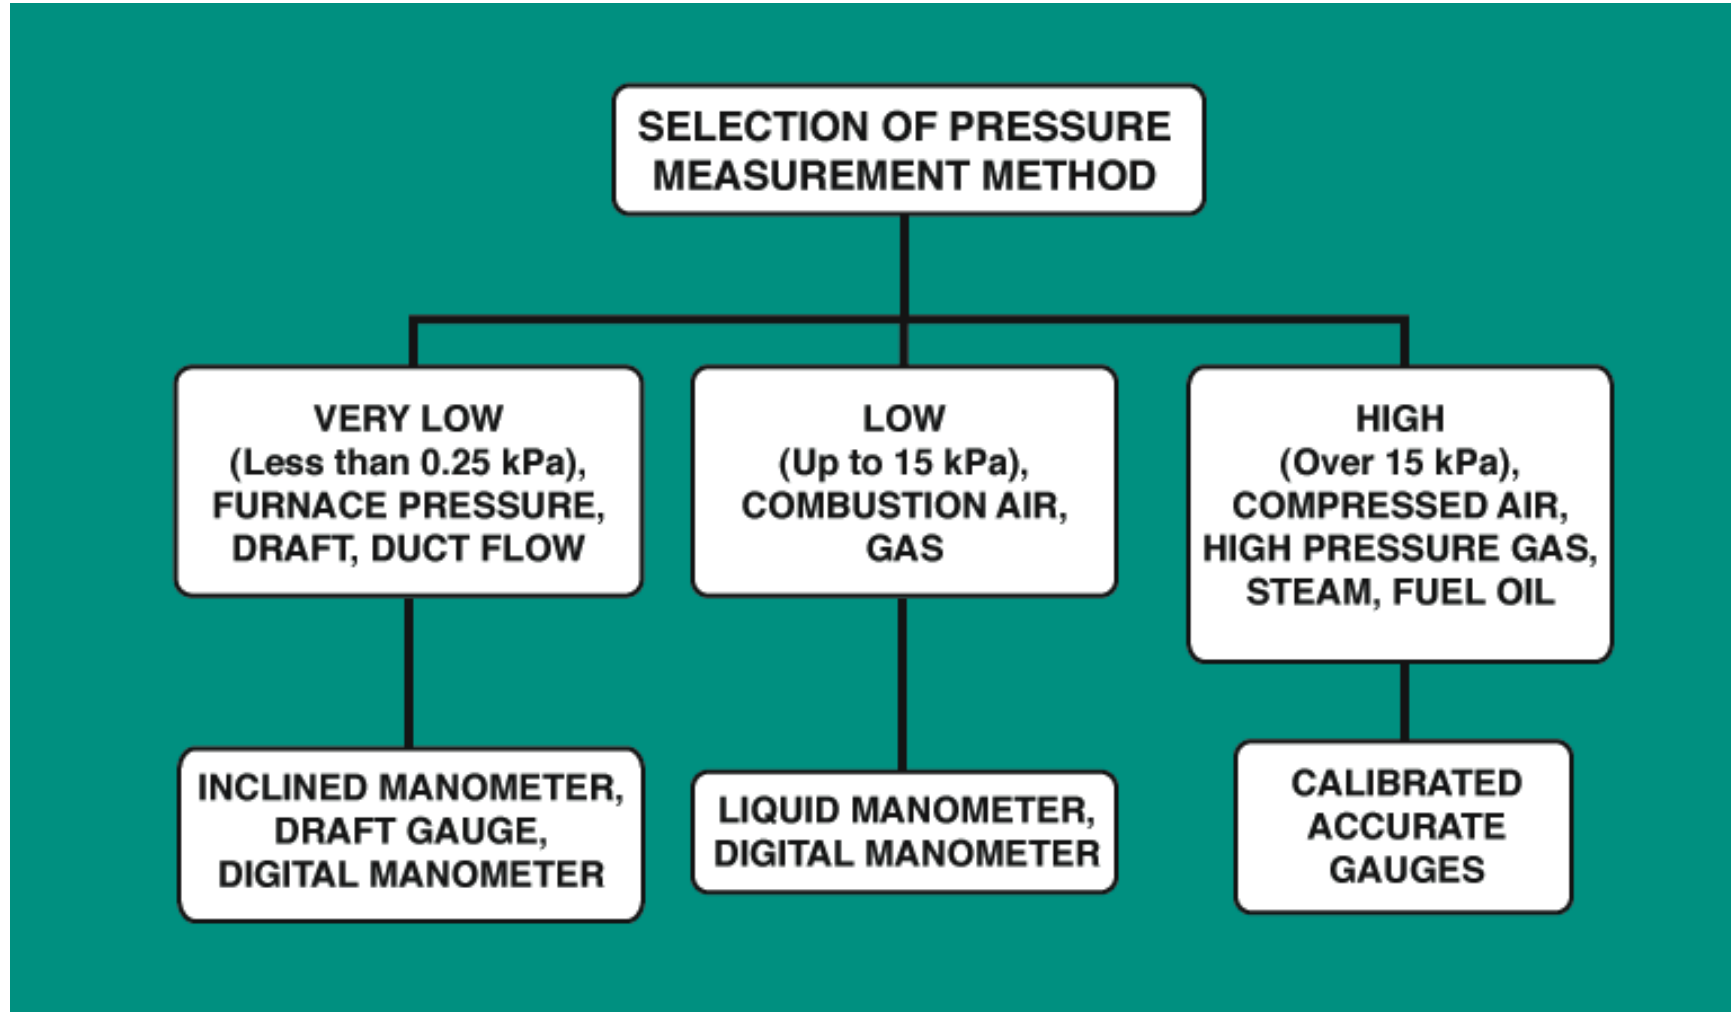 SELECTION OF PRESSURE
MEASUREMENT METHOD
VERY LOW
(Less than 0.25 kPa),
FURNACE PRESSURE,
DRAFT, DUCT FLOW
LOW
(Up to 15 kPa),
COMBUSTION AIR,
GAS
HIGH
(Over 15 kPa),
COMPRESSED AIR,
HIGH PRESSURE GAS,
STEAM, FUEL OIL
INCLINED MANOMETER,
DRAFT GAUGE,
DIGITAL MANOMETER
LIQUID MANOMETER,
DIGITAL MANOMETER
CALIBRATED
ACCURATE
GAUGES